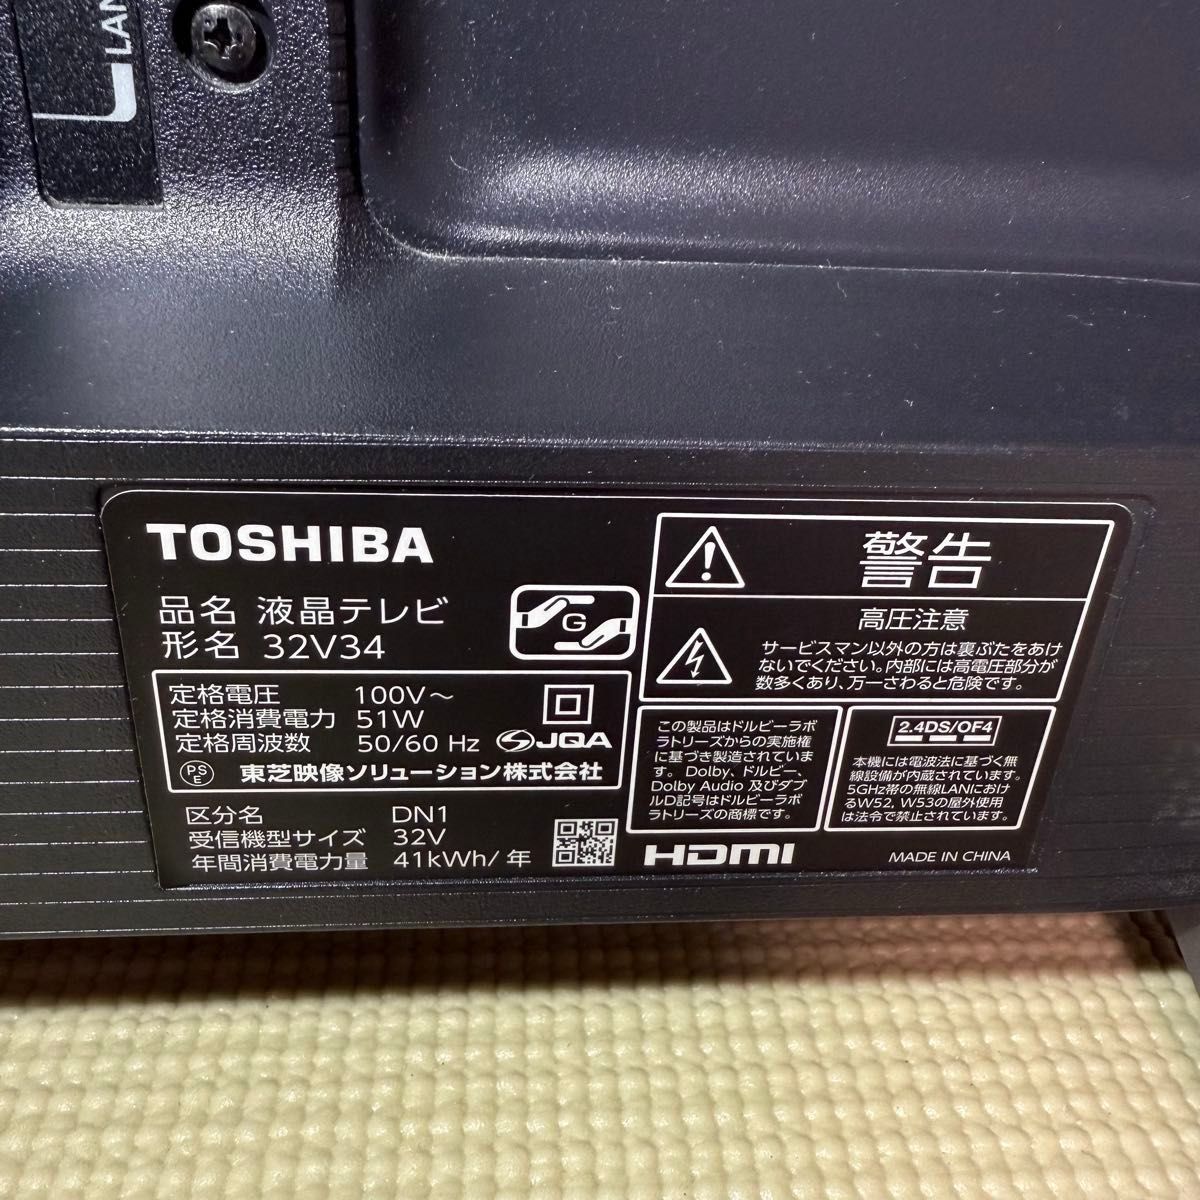 LAN
TOSHIBA
品名 液晶テレビ
形名 32V34
G
定格電圧 100V～
定格消費電力 51W
定格周波数 50/60 Hz
JQA
PS
E
東芝映像ソリューション株式会社
区分名 DN1
受信機型サイズ 32V
年間消費電力量 41kWh/年
警告
高圧注意
サービスマン以外の方は裏ぶたをあけ
ないでください。内部には高電圧部分が
数多くあり、万一さわると危険です。
この製品はドルビーラボ
ラトリーズからの実施権
に基づき製造されていま
す。Dolby、ドルビー、
Dolby Audio 及びダブ
ルD記号はドルビーラボ
ラトリーズの商標です。
2.4DS/OF4
本機には電波法に基づく無
線設備が内蔵されています。
5GHz帯の無線LANにおけ
るW52, W53の屋外使用
は法令で禁止されています。
HDMI
MADE IN CHINA